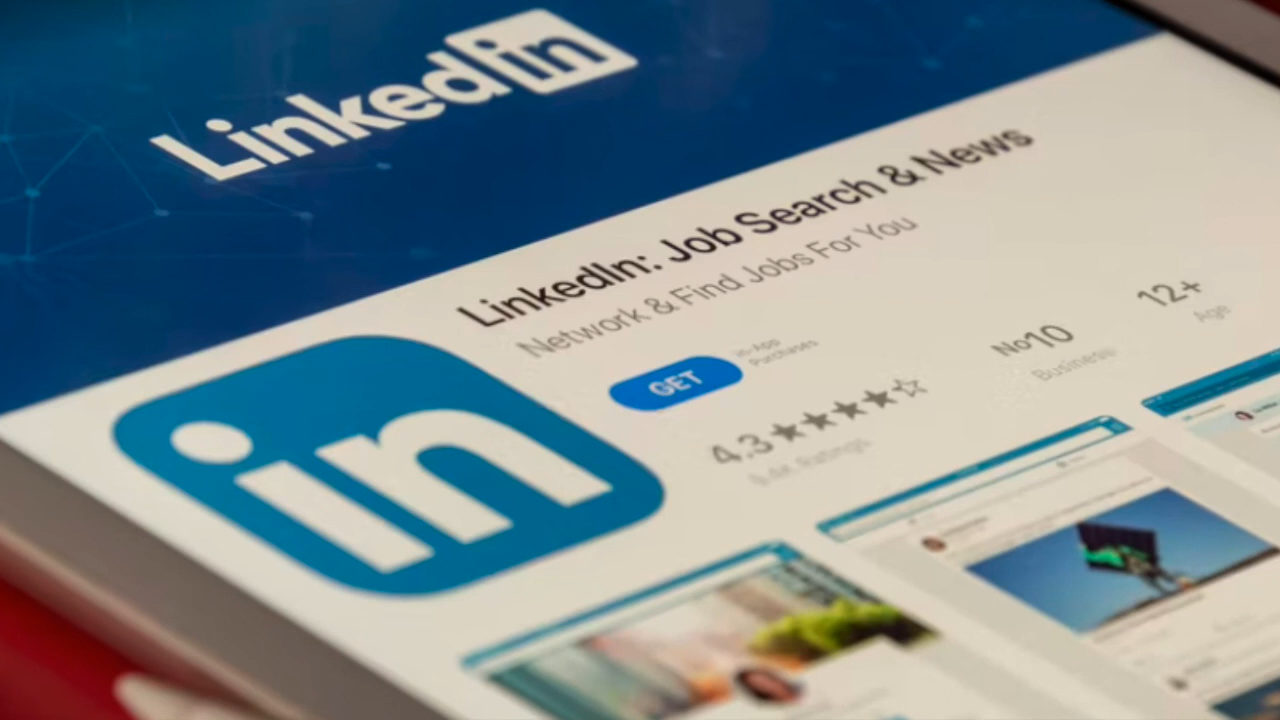 Linkedin
LinkedIn: Job Search & News
Network & Find Jobs For You
GET
In-App
Purchases
4.3★★★★☆
Ratings
No10
Business
12+
Age
in